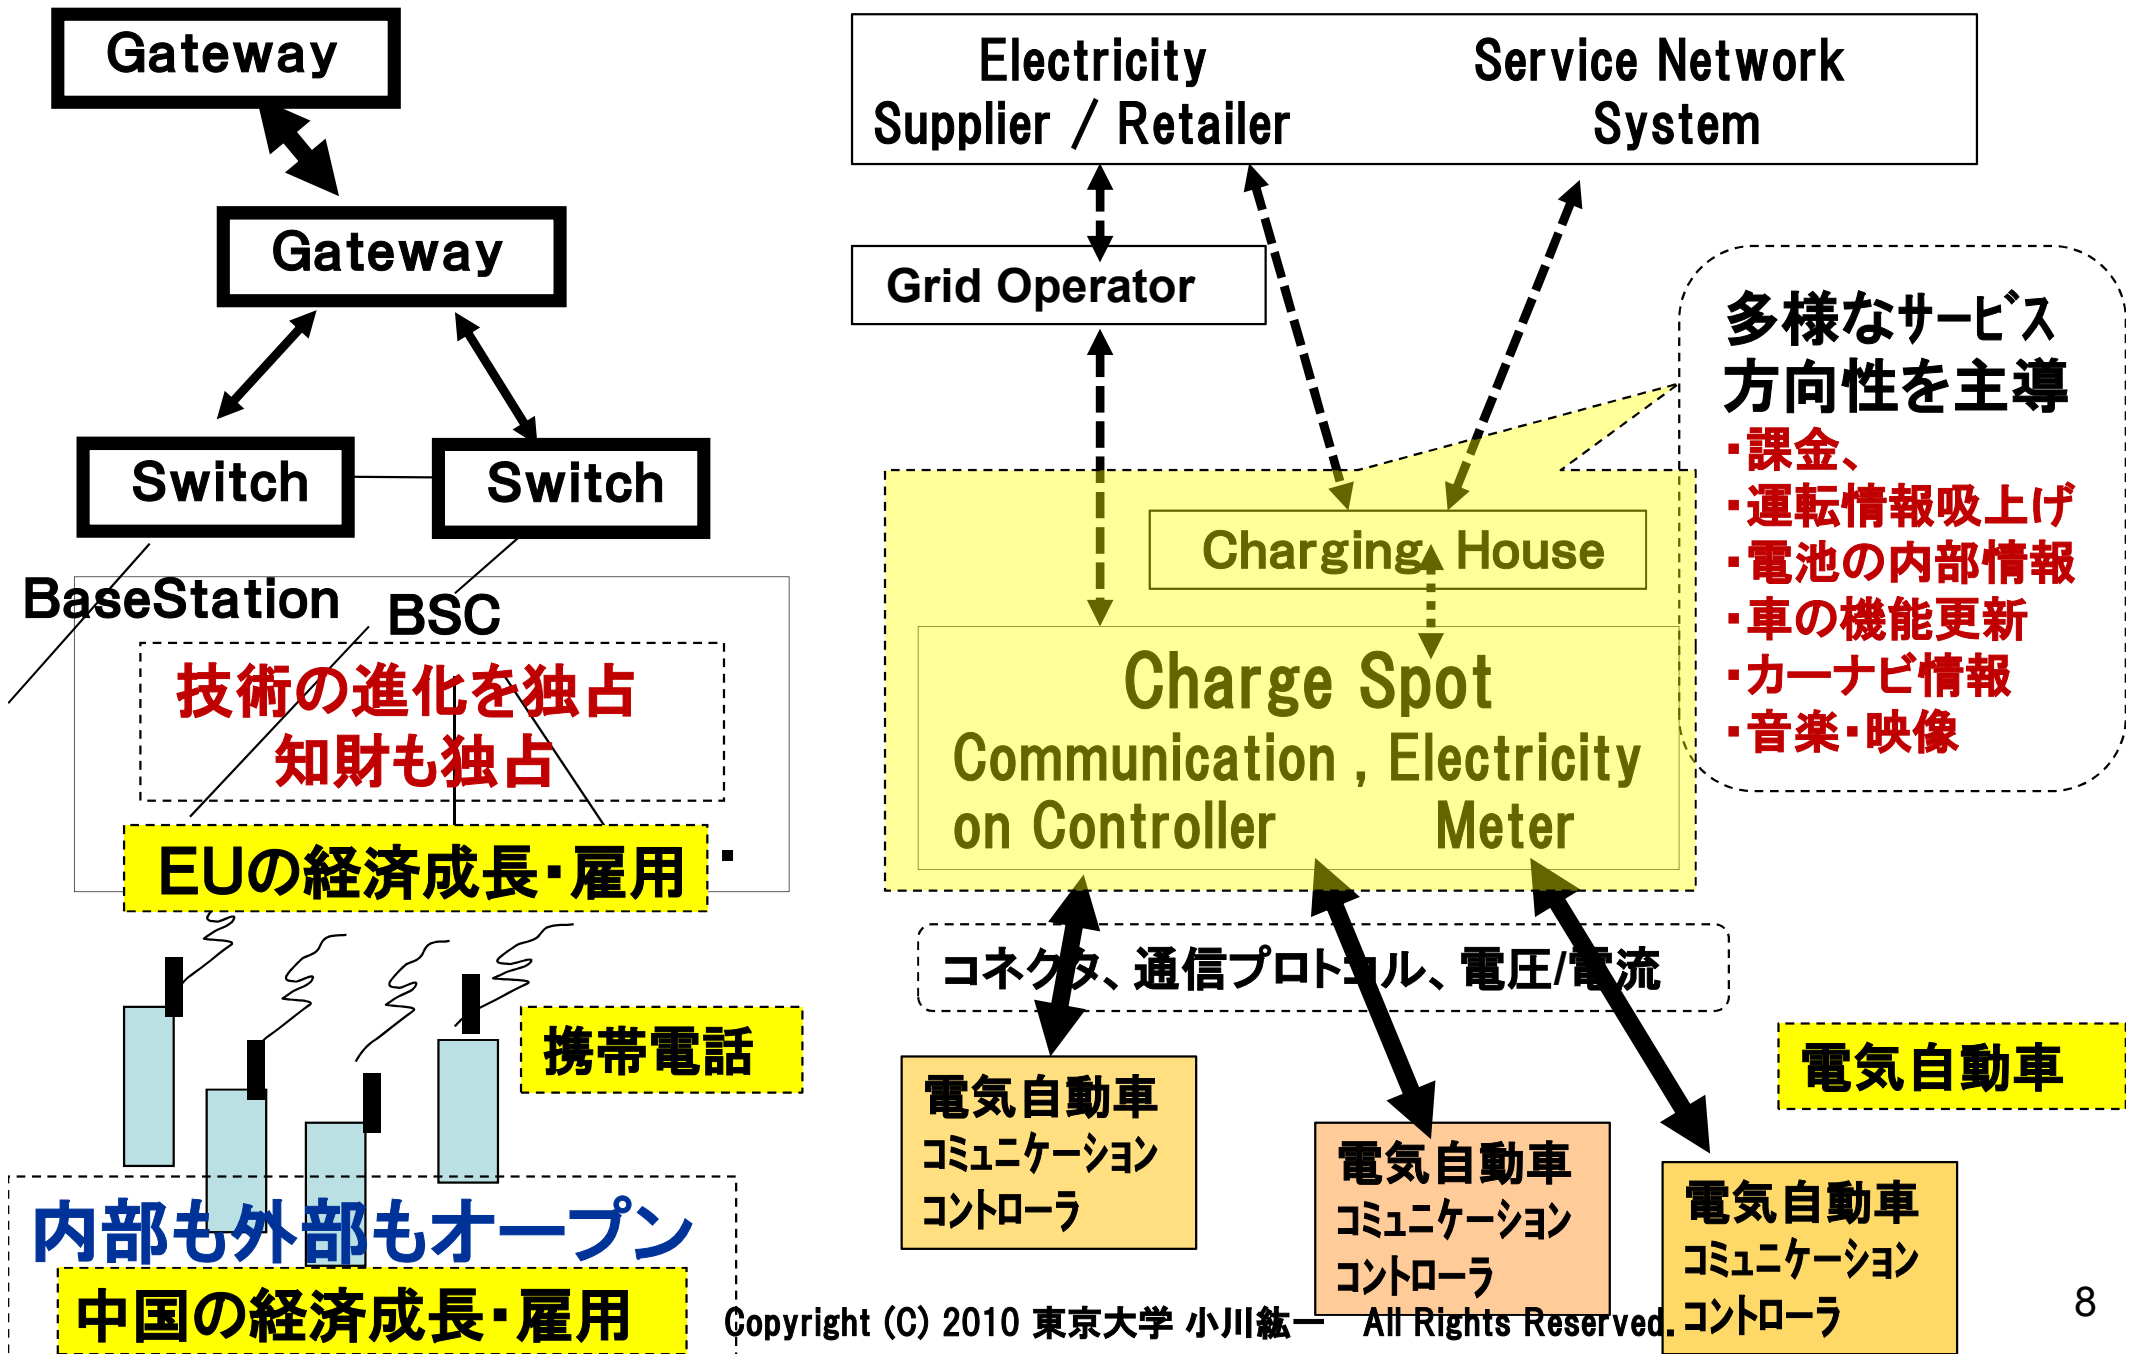 Gateway
Gateway
Switch
Switch
BaseStation
BSC
技術の進化を独占
知財も独占
EUの経済成長・雇用
・
携帯電話
内部も外部もオープン
中国の経済成長・雇用
Electricity
Supplier / Retailer
Service Network
System
Grid Operator
Charging House
Charge Spot
Communication , Electricity
on Controller Meter
多様なサービス
方向性を主導
・課金、
・運転情報吸上げ
・電池の内部情報
・車の機能更新
・カーナビ情報
・音楽・映像
コネクタ、通信プロトコル、電圧/電流
電気自動車
電気自動車
コミュニケーション
コントローラ
電気自動車
コミュニケーション
コントローラ
電気自動車
コミュニケーション
コントローラ
Copyright (C) 2010 東京大学 小川紘一 All Rights Reserved.
8